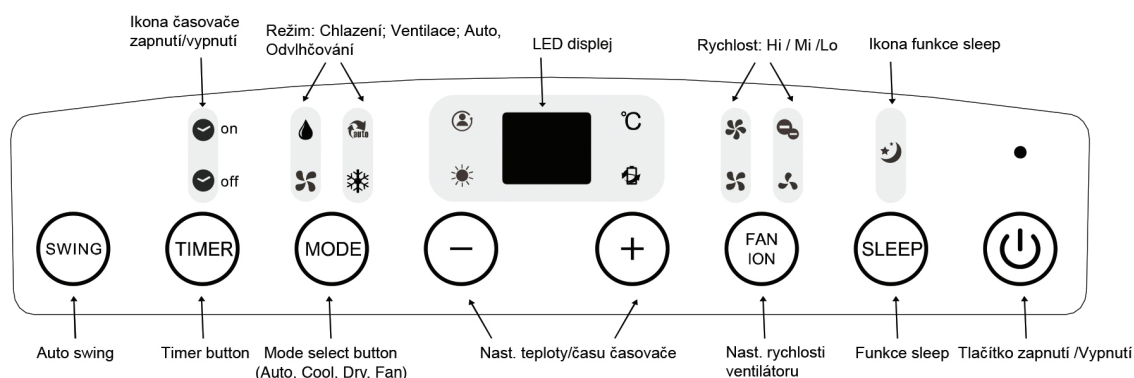 Ikona časovače
zapnutí/vypnutí
Režim: Chlazení; Ventilace; Auto,
Odvlhčování
LED displej
Rychlost: Hi / Mi /Lo
Ikona funkce sleep
on
off
auto
℃
SWING
TIMER
MODE
−
+
FAN
ION
SLEEP
Auto swing
Timer button
Mode select button
(Auto, Cool, Dry, Fan)
Nast. teploty/času časovače
Nast. rychlosti
ventilátoru
Funkce sleep
Tlačítko zapnutí /Vypnutí